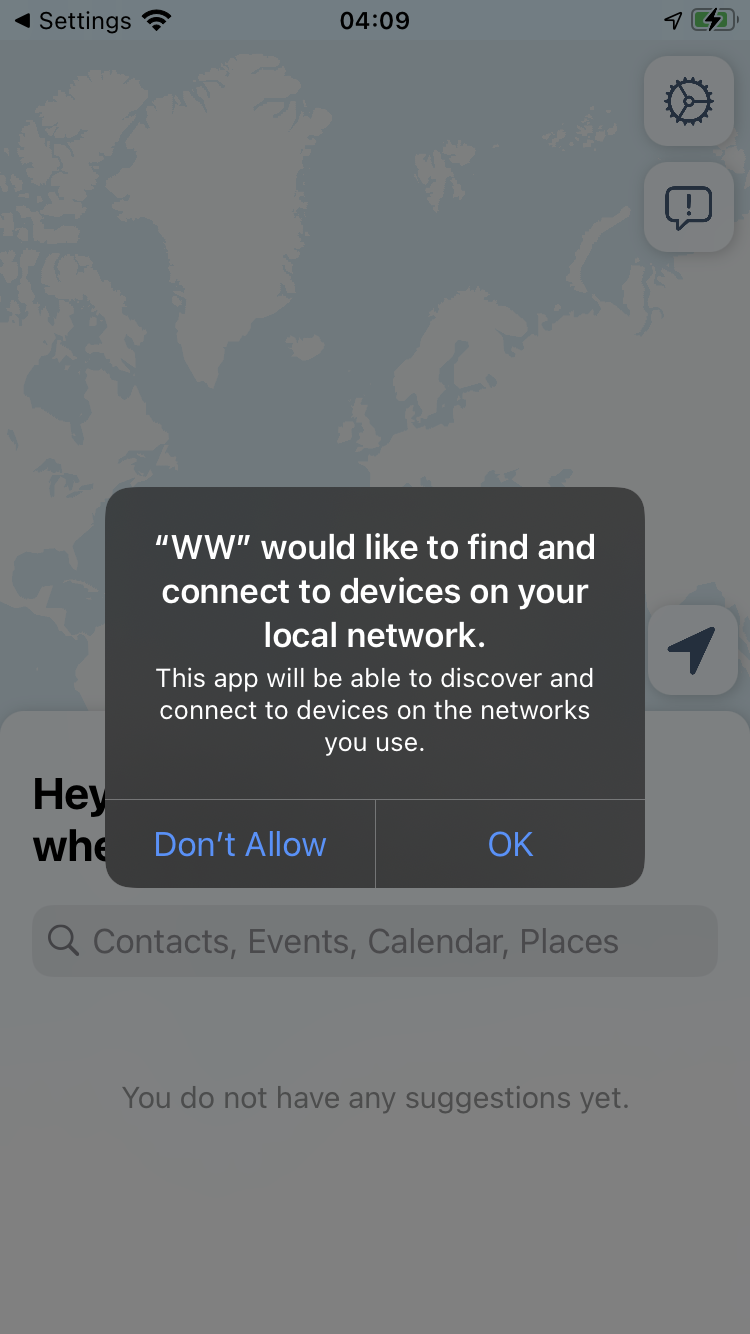 Settings
04:09
“WW” would like to find and
connect to devices on your
local network.
This app will be able to discover and
connect to devices on the networks
you use.
Hey
whe
Don’t Allow
OK
Contacts, Events, Calendar, Places
You do not have any suggestions yet.